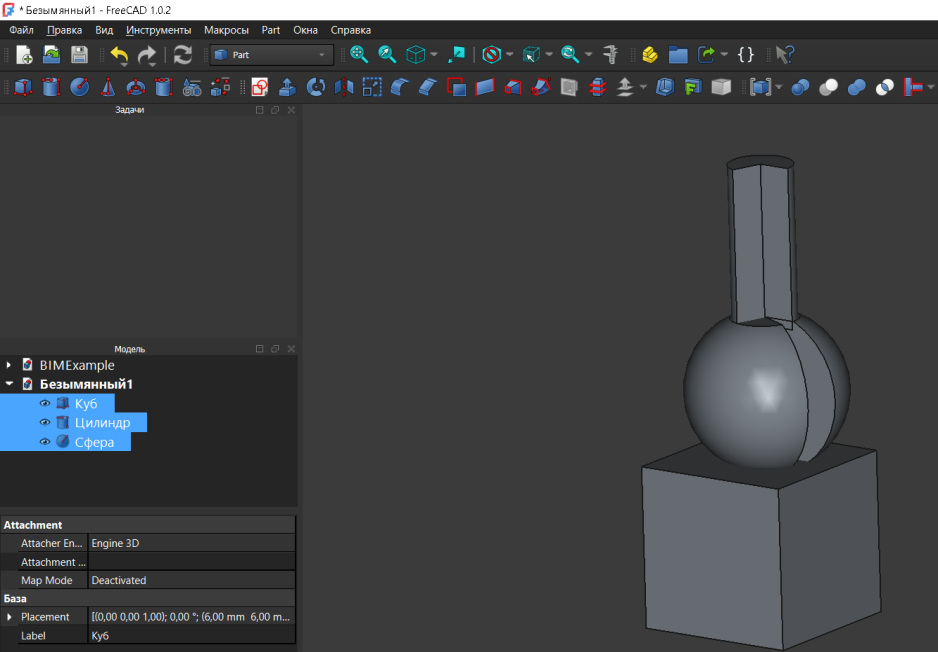 * Безымянный1 - FreeCAD 1.0.2
Файл Правка Вид Инструменты Макросы Part Окна Справка
Part
Задачи
Модель
BIMExample
Безымянный1
Куб
Цилиндр
Сфера
Attachment
Attacher En... Engine 3D
Attachment ...
Map Mode Deactivated
База
Placement [(0,00 0,00 1,00); 0,00 °; (6,00 mm 6,00 m...
Label Куб